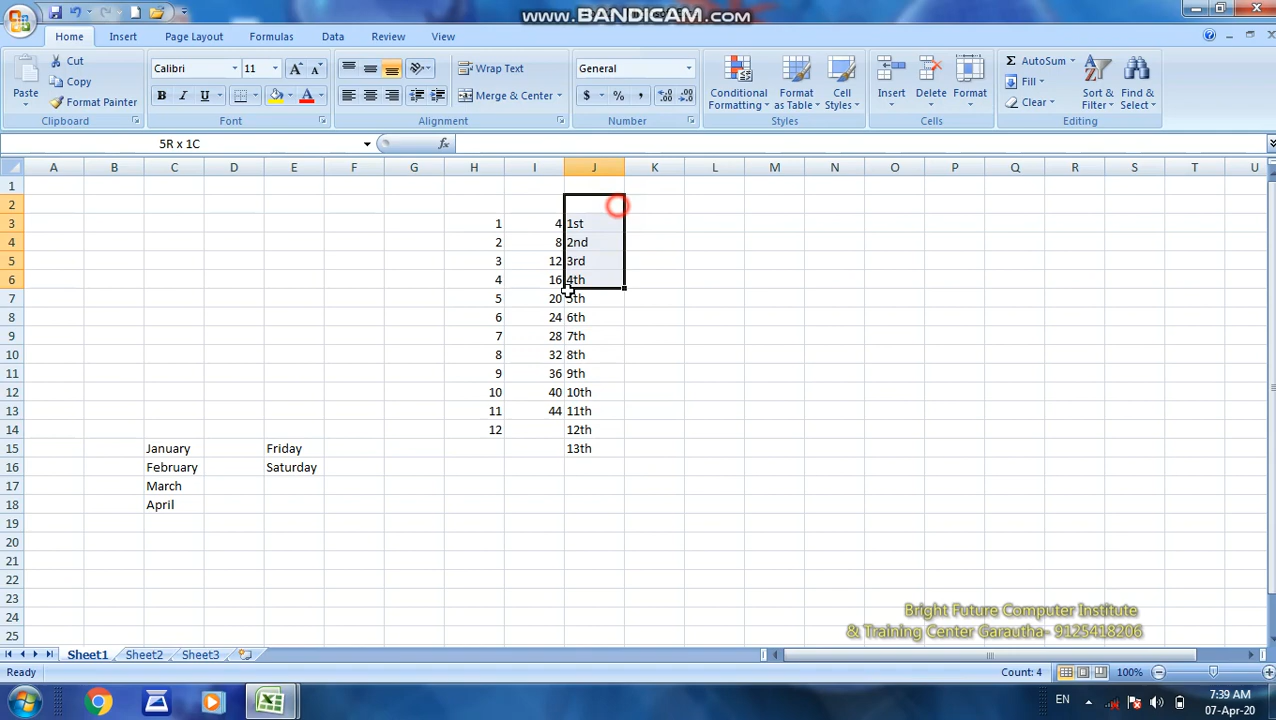 www.BANDICAM.com
Home Insert Page Layout Formulas Data Review View
Paste
Cut
Copy
Format Painter
Clipboard
Calibri 11
B I U
Font
Wrap Text
Merge & Center
Alignment
General
$ % ,
Number
Conditional Formatting
Format as Table
Cell Styles
Styles
Insert
Delete
Format
Cells
Σ AutoSum
Fill
Clear
Sort & Filter
Find & Select
Editing
5R x 1C
fx
A B C D E F G H I J K L M N O P Q R S T U
1
2
3 1 4 1st
4 2 8 2nd
5 3 12 3rd
6 4 16 4th
7 5 20 5th
8 6 24 6th
9 7 28 7th
10 8 32 8th
11 9 36 9th
12 10 40 10th
13 11 44 11th
14 12 12th
15 January Friday 13th
16 February Saturday
17 March
18 April
19
20
21
22
23
24
25
Bright Future Computer Institute
& Training Center Garautha- 9125418206
Sheet1 Sheet2 Sheet3
Ready
Count: 4
100%
EN
7:39 AM
07-Apr-20